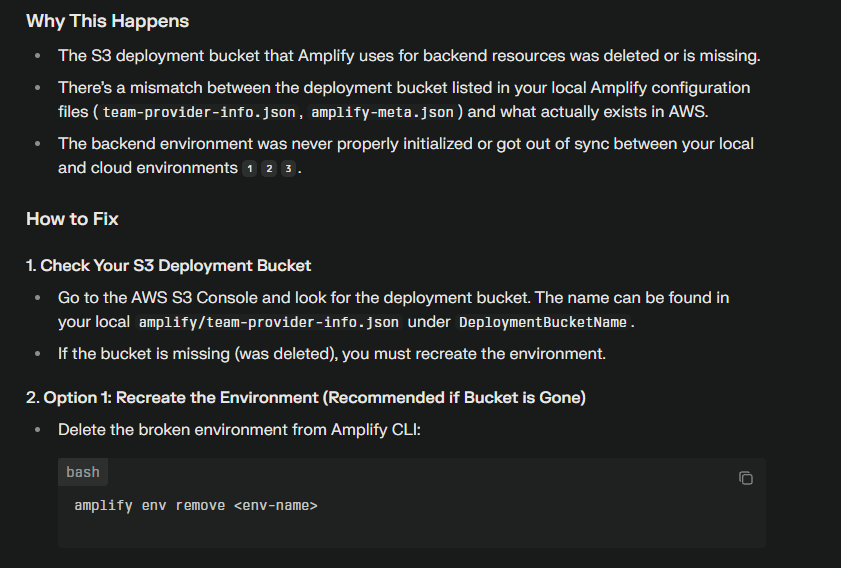 Why This Happens
The S3 deployment bucket that Amplify uses for backend resources was deleted or is missing.
There's a mismatch between the deployment bucket listed in your local Amplify configuration
files ( team-provider-info.json , amplify-meta.json ) and what actually exists in AWS.
The backend environment was never properly initialized or got out of sync between your local
and cloud environments 1 2 3 .
How to Fix
1. Check Your S3 Deployment Bucket
Go to the AWS S3 Console and look for the deployment bucket. The name can be found in
your local amplify/team-provider-info.json under DeploymentBucketName .
If the bucket is missing (was deleted), you must recreate the environment.
2. Option 1: Recreate the Environment (Recommended if Bucket is Gone)
Delete the broken environment from Amplify CLI:
bash
amplify env remove <env-name>